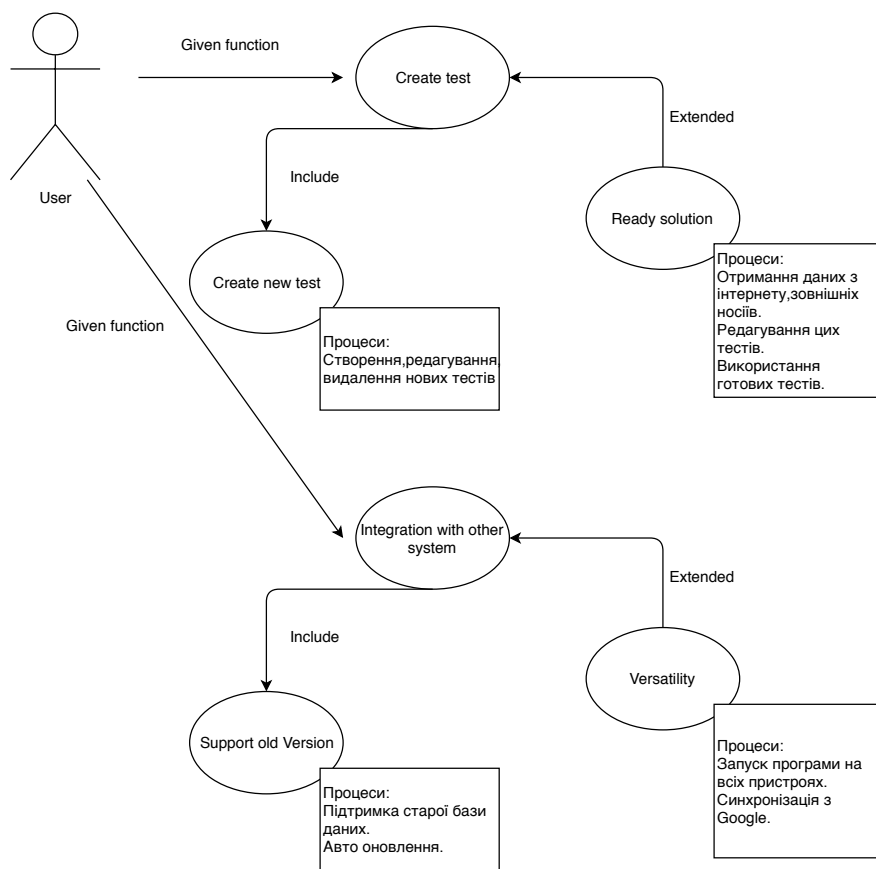 Given function
Create test
Extended
Include
User
Ready solution
Процеси:
Отримання даних з
інтернету,зовнішніх
носіїв.
Редагування цих
тестів.
Використання
готових тестів.
Create new test
Given function
Процеси:
Створення,редагування,
видалення нових тестів
Integration with other
system
Extended
Include
Versatility
Support old Version
Процеси:
Запуск програми на
всіх пристроях.
Синхронізація з
Google.
Процеси:
Підтримка старої бази
даних.
Авто оновлення.